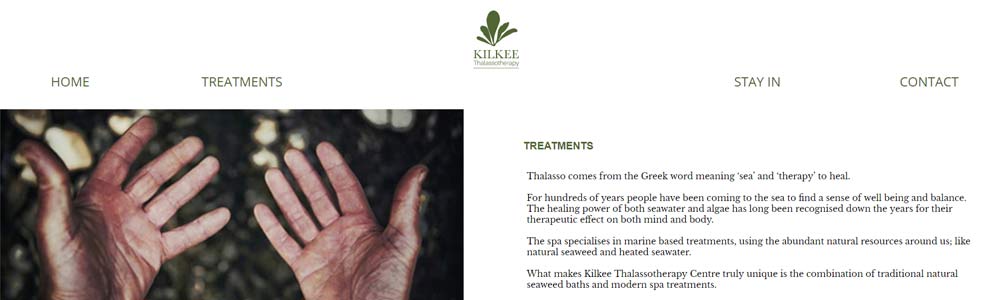 KILKEE
Thalassotherapy
HOME
TREATMENTS
STAY IN
CONTACT
TREATMENTS
Thalasso comes from the Greek word meaning ‘sea’ and ‘therapy’ to heal.
For hundreds of years people have been coming to the sea to find a sense of well being and balance.
The healing power of both seawater and algae has long been recognised down the years for their
therapeutic effect on both mind and body.
The spa specialises in marine based treatments, using the abundant natural resources around us; like
natural seaweed and heated seawater.
What makes Kilkee Thalassotherapy Centre truly unique is the combination of traditional natural
seaweed baths and modern spa treatments.